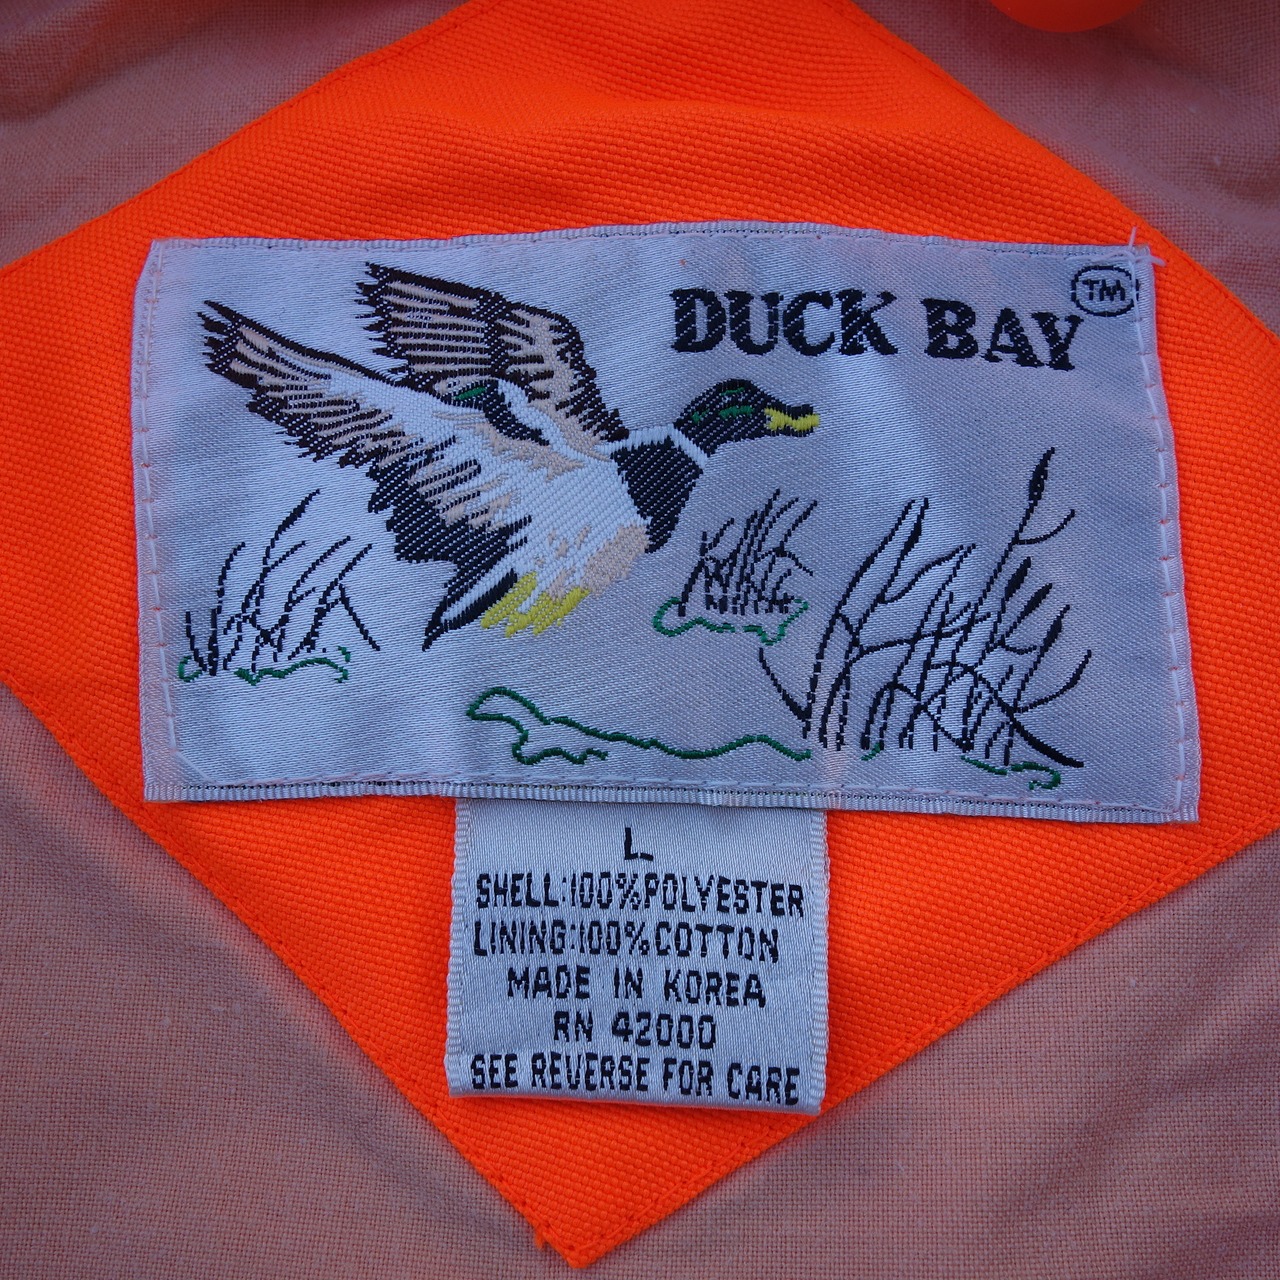 DUCK BAY TM
L
SHELL:100%POLYESTER
LINING:100%COTTON
MADE IN KOREA
RN 42000
SEE REVERSE FOR CARE